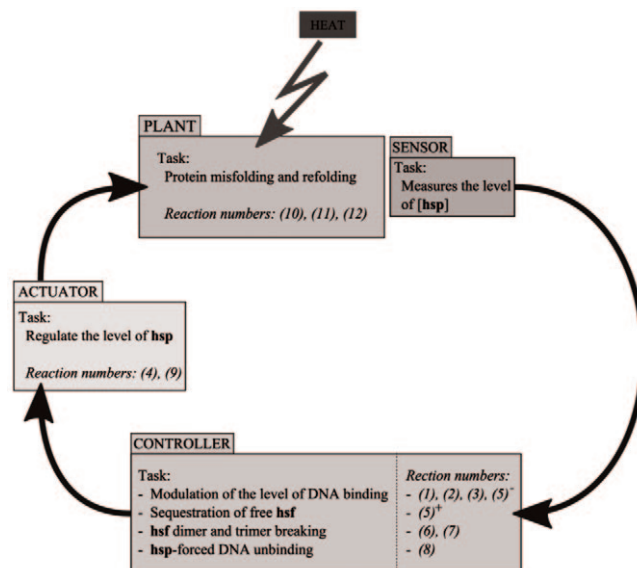 HEAT
PLANT
Task:
Protein misfolding and refolding
Reaction numbers: (10), (11), (12)
SENSOR
Task:
Measures the level
of [hsp]
ACTUATOR
Task:
Regulate the level of hsp
Reaction numbers: (4), (9)
CONTROLLER
Task:
- Modulation of the level of DNA binding
- Sequestration of free hsf
- hsf dimer and trimer breaking
- hsp-forced DNA unbinding
Rection numbers:
- (1), (2), (3), (5)⁻
- (5)⁺
- (6), (7)
- (8)